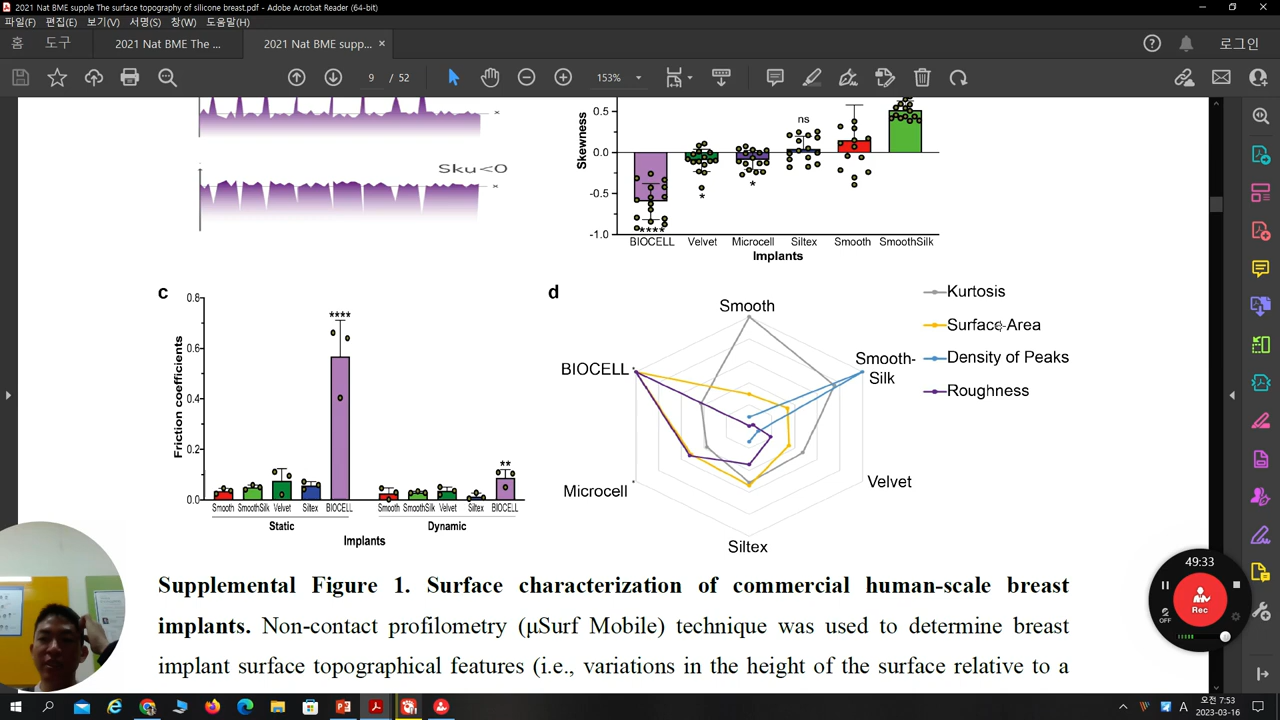 2021 Nat BME supple The surface topography of silicone breast.pdf - Adobe Acrobat Reader (64-bit)
파일(F) 편집(E) 보기(V) 서명(S) 창(W) 도움말(H)
홈 도구 2021 Nat BME The ... 2021 Nat BME supp... × 로그인
9 / 52 153%
Sku<0
Skewness
0.5
0.0
-0.5
-1.0
ns
*
*
****
BIOCELL Velvet Microcell Siltex Smooth SmoothSilk
Implants
c
Friction coefficients
0.8
0.6
0.4
0.2
0.0
****
**
Smooth SmoothSilk Velvet Siltex BIOCELL Smooth SmoothSilk Velvet Siltex BIOCELL
Static Dynamic
Implants
d
Smooth
Smooth-
Silk
Velvet
Siltex
Microcell
BIOCELL
Kurtosis
Surface Area
Density of Peaks
Roughness
Supplemental Figure 1. Surface characterization of commercial human-scale breast
implants. Non-contact profilometry (μSurf Mobile) technique was used to determine breast
implant surface topographical features (i.e., variations in the height of the surface relative to a
49:33
Rec
OFF
오전 7:53
2023-03-16